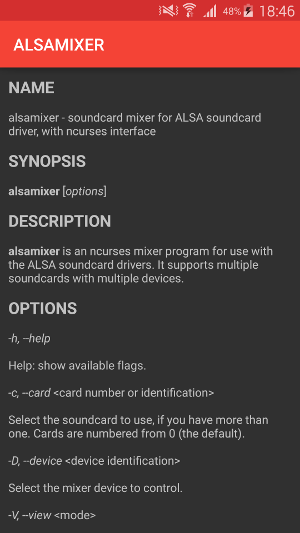 48% 18:46
ALSAMIXER
NAME
alsamixer - soundcard mixer for ALSA soundcard
driver, with ncurses interface
SYNOPSIS
alsamixer [options]
DESCRIPTION
alsamixer is an ncurses mixer program for use with
the ALSA soundcard drivers. It supports multiple
soundcards with multiple devices.
OPTIONS
-h, --help
Help: show available flags.
-c, --card <card number or identification>
Select the soundcard to use, if you have more than
one. Cards are numbered from 0 (the default).
-D, --device <device identification>
Select the mixer device to control.
-V, --view <mode>